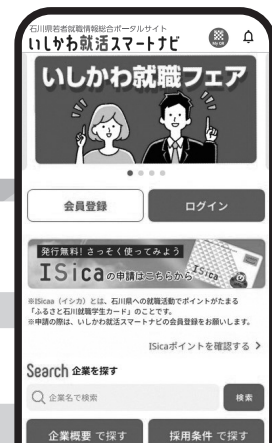 石川県若者就職情報総合ポータルサイト
いしかわ就活スマートナビ
My QR
いしかわ就職フェア
会員登録
ログイン
発行無料！さっそく使ってみよう
ISicaの申請はこちらから
ISica
※ISicaa（イシカ）とは、石川県への就職活動でポイントがたまる
「ふるさと石川就職学生カード」のことです。
※申請の際は、いしかわ就活スマートナビの会員登録をお願いします。
ISicaポイントを確認する >
Search 企業を探す
企業名で検索
検索
企業概要 で探す
採用条件 で探す